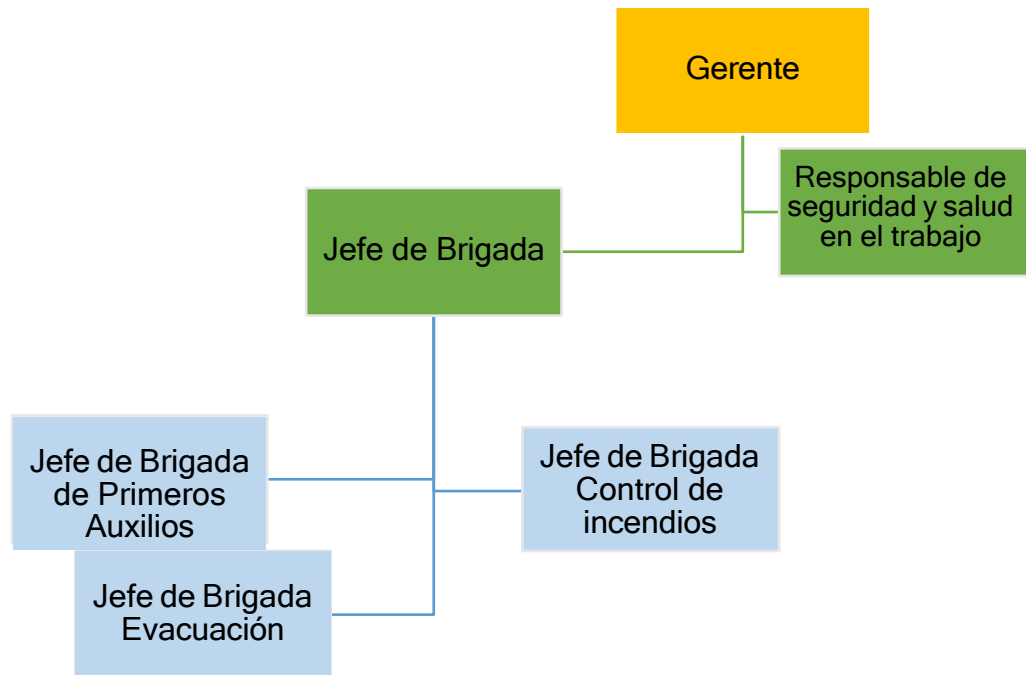 Gerente
Responsable de
seguridad y salud
en el trabajo
Jefe de Brigada
Jefe de Brigada
de Primeros
Auxilios
Jefe de Brigada
Control de
incendios
Jefe de Brigada
Evacuación